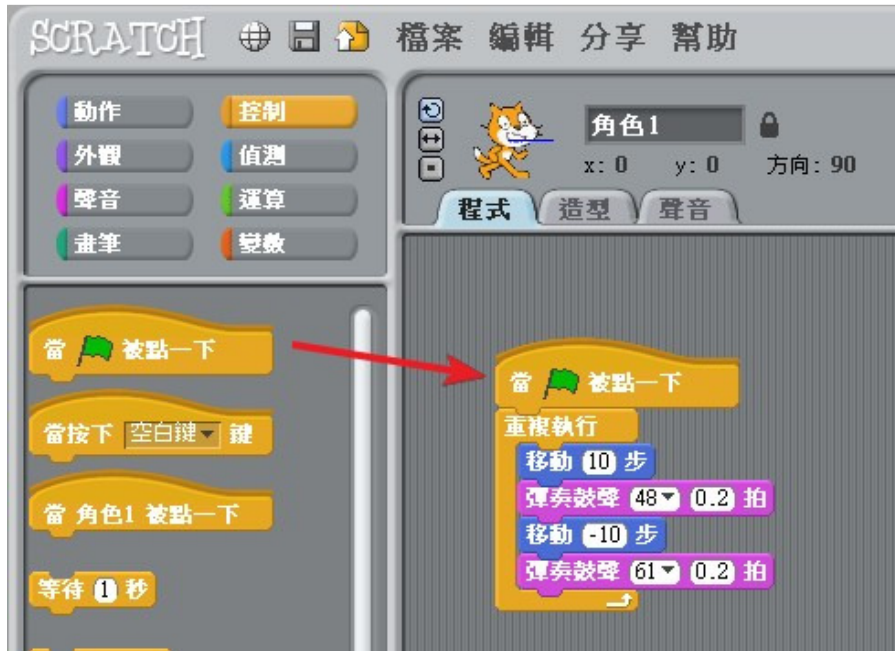 SCRATCH 檔案 編輯 分享 幫助
動作 控制
外觀 偵測
聲音 運算
畫筆 變數
角色1
x: 0 y: 0 方向: 90
程式 造型 聲音
當 被點一下
當按下 空白鍵 鍵
當 角色1 被點一下
等待 1 秒
當 被點一下
重複執行
移動 10 步
彈奏鼓聲 48 0.2 拍
移動 -10 步
彈奏鼓聲 61 0.2 拍